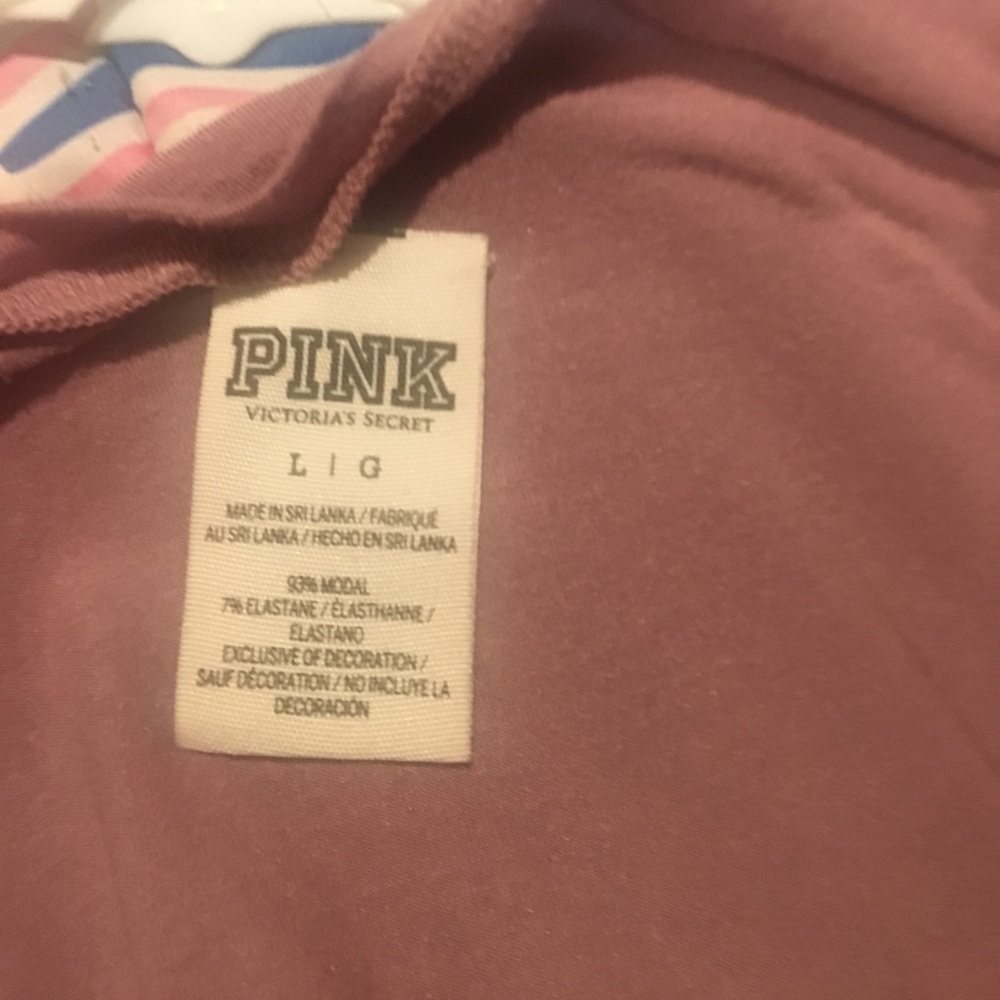 PINK
VICTORIA'S SECRET
L | G
MADE IN SRI LANKA / FABRIQUÉ
AU SRI LANKA / HECHO EN SRI LANKA
93% MODAL
7% ELASTANE / ÉLASTHANNE /
ELASTANO
EXCLUSIVE OF DECORATION /
SAUF DÉCORATION / NO INCLUYE LA
DECORACIÓN